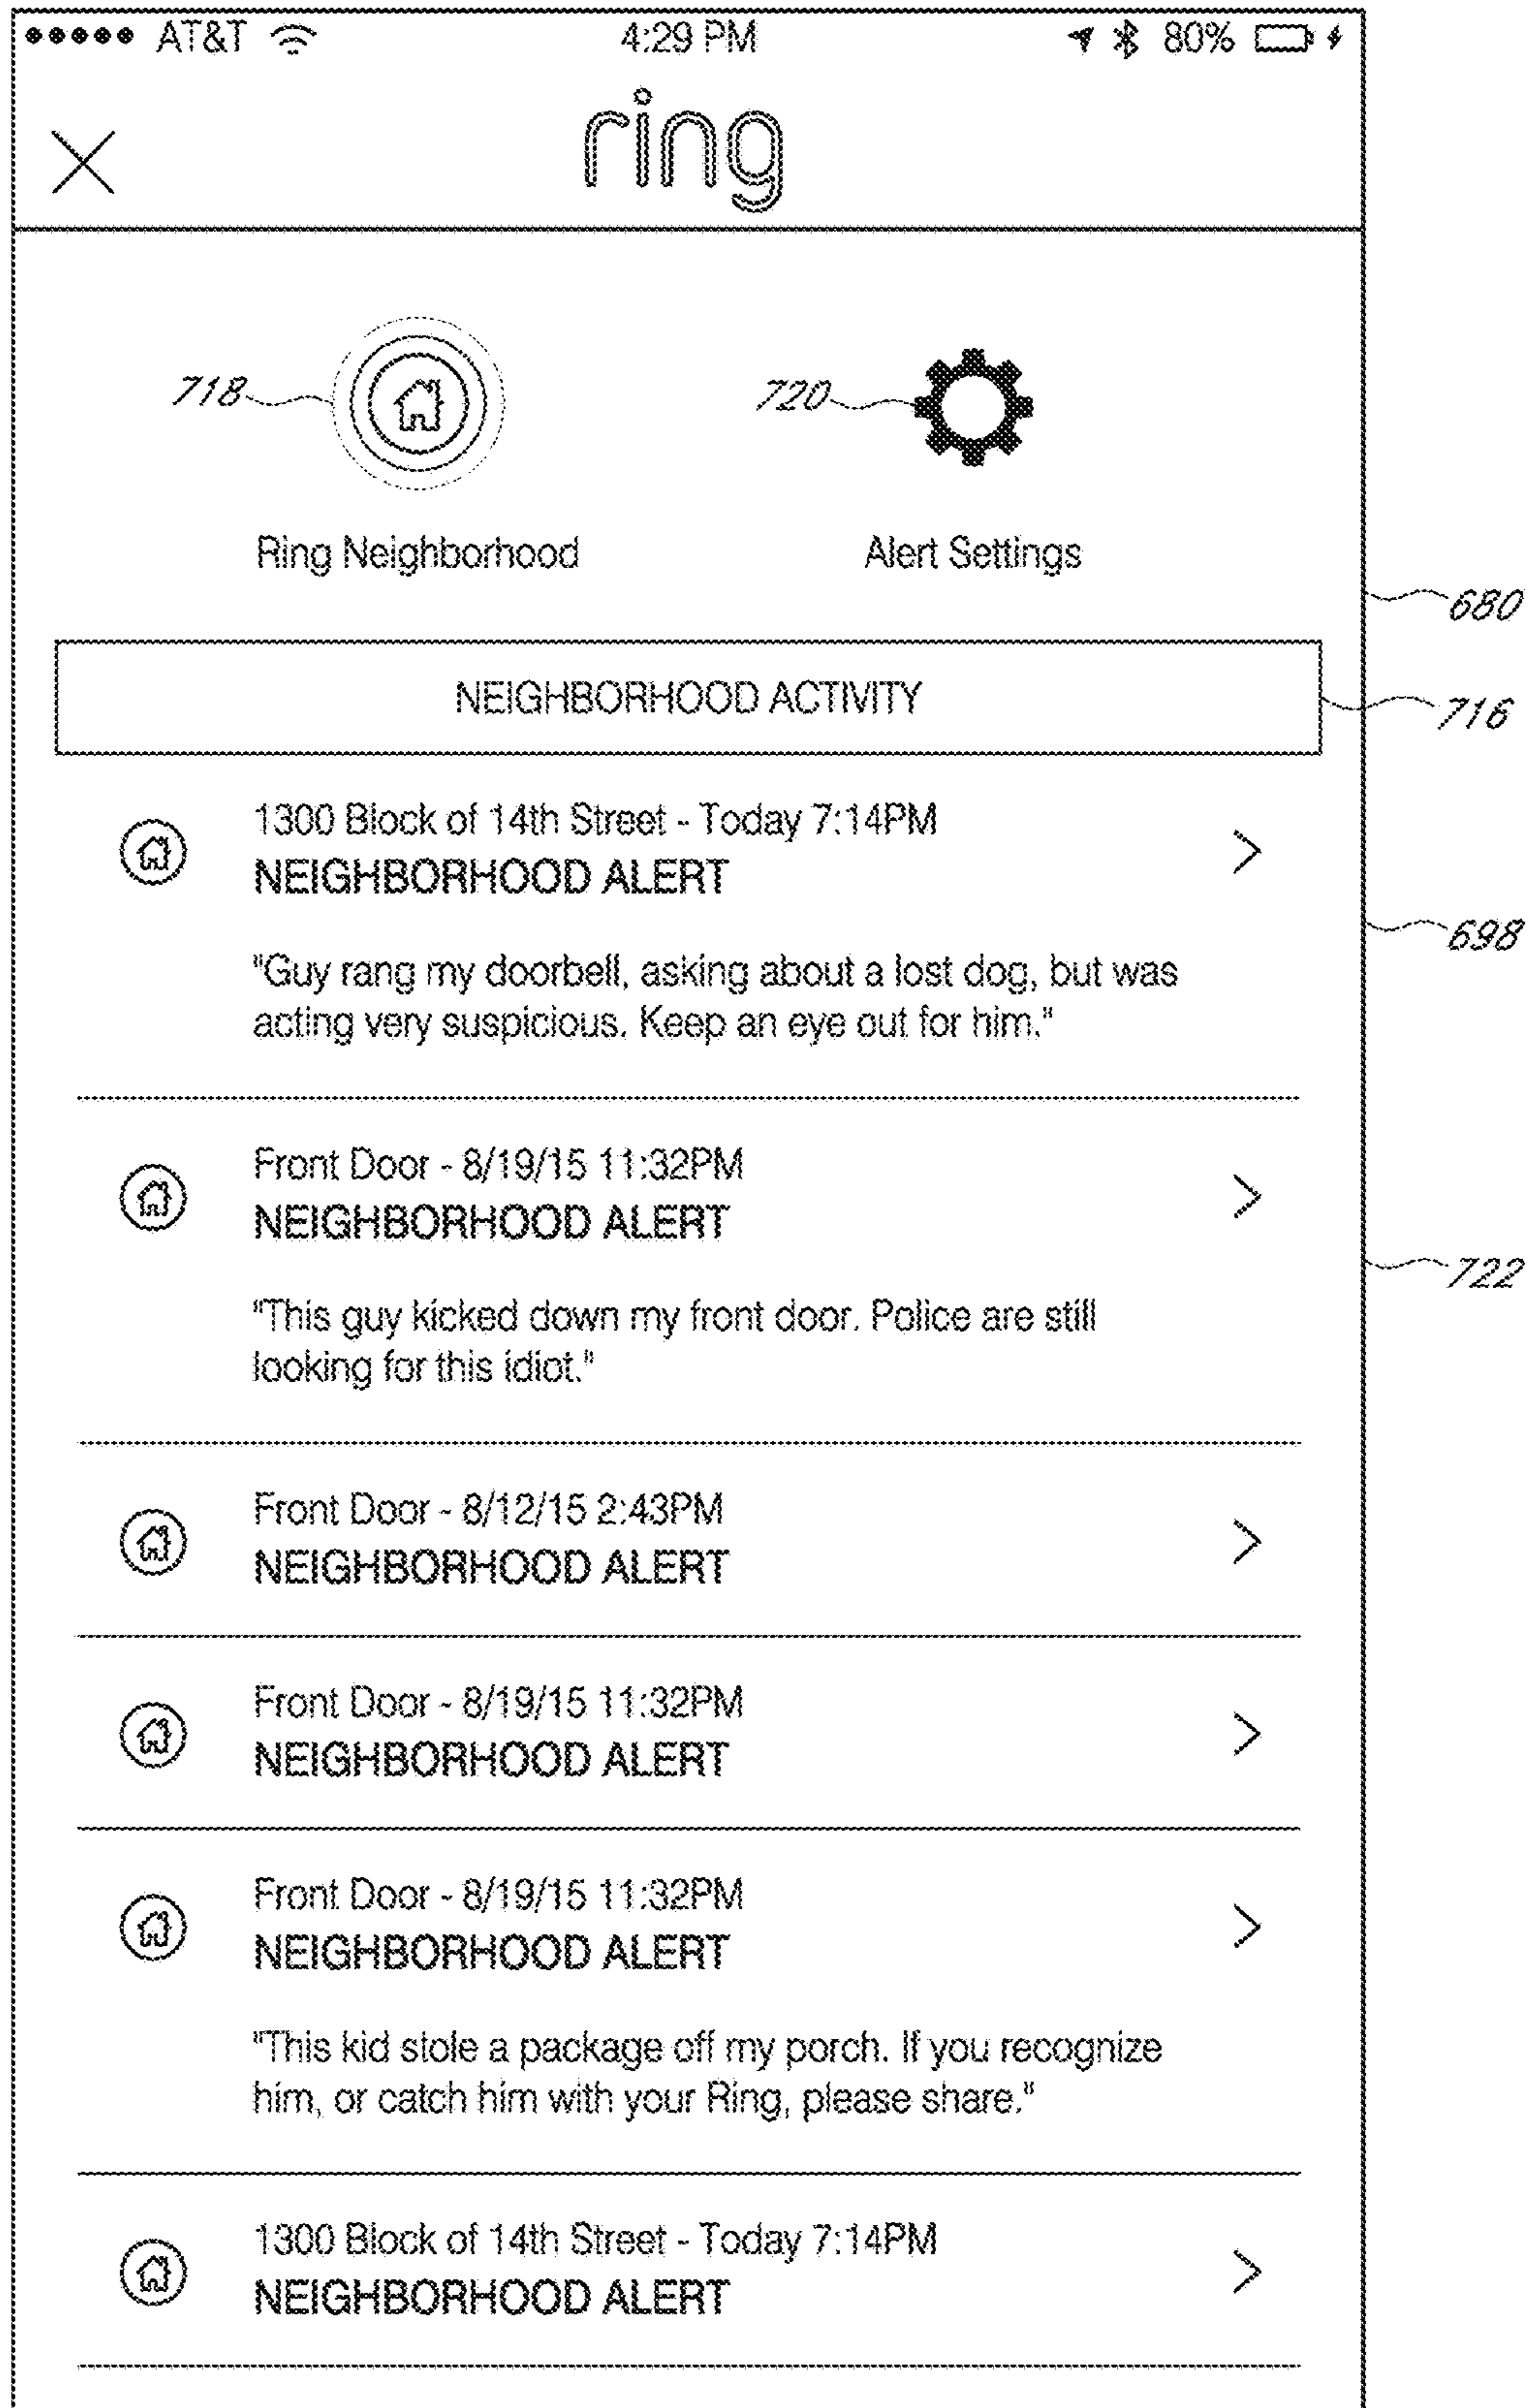 AT&T 4:29 PM 80%
ring
718
720
Ring Neighborhood Alert Settings
680
NEIGHBORHOOD ACTIVITY
716
1300 Block of 14th Street - Today 7:14PM
NEIGHBORHOOD ALERT
698
"Guy rang my doorbell, asking about a lost dog, but was
acting very suspicious. Keep an eye out for him."
Front Door - 8/19/15 11:32PM
NEIGHBORHOOD ALERT
722
"This guy kicked down my front door. Police are still
looking for this idiot."
Front Door - 8/12/15 2:43PM
NEIGHBORHOOD ALERT
Front Door - 8/19/15 11:32PM
NEIGHBORHOOD ALERT
Front Door - 8/19/15 11:32PM
NEIGHBORHOOD ALERT
"This kid stole a package off my porch. If you recognize
him, or catch him with your Ring, please share."
1300 Block of 14th Street - Today 7:14PM
NEIGHBORHOOD ALERT